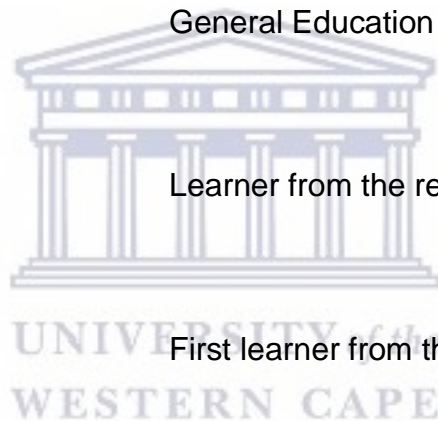 General Education
Learner from the re
First learner from th
UNIVERSITY of the
WESTERN CAPE